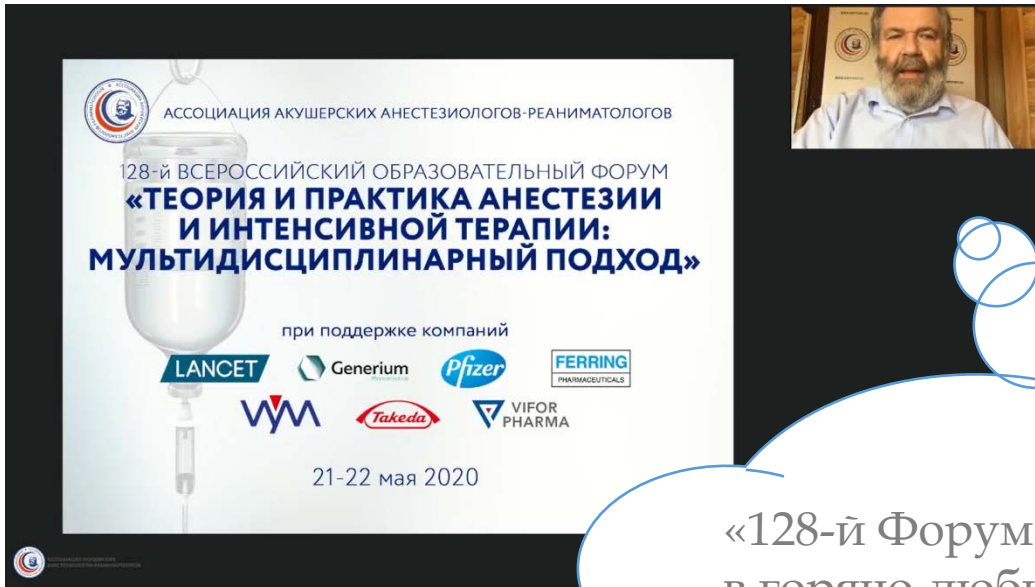 АССОЦИАЦИЯ АКУШЕРСКИХ АНЕСТЕЗИОЛОГОВ-РЕАНИМАТОЛОГОВ
128-й ВСЕРОССИЙСКИЙ ОБРАЗОВАТЕЛЬНЫЙ ФОРУМ
«ТЕОРИЯ И ПРАКТИКА АНЕСТЕЗИИ
И ИНТЕНСИВНОЙ ТЕРАПИИ:
МУЛЬТИДИСЦИПЛИНАРНЫЙ ПОДХОД»
при поддержке компаний
LANCET Generium Pfizer FERRING
Pharmaceutical PHARMACEUTICALS
Takeda VIFOR
PHARMA
21-22 мая 2020
«128-й Форум